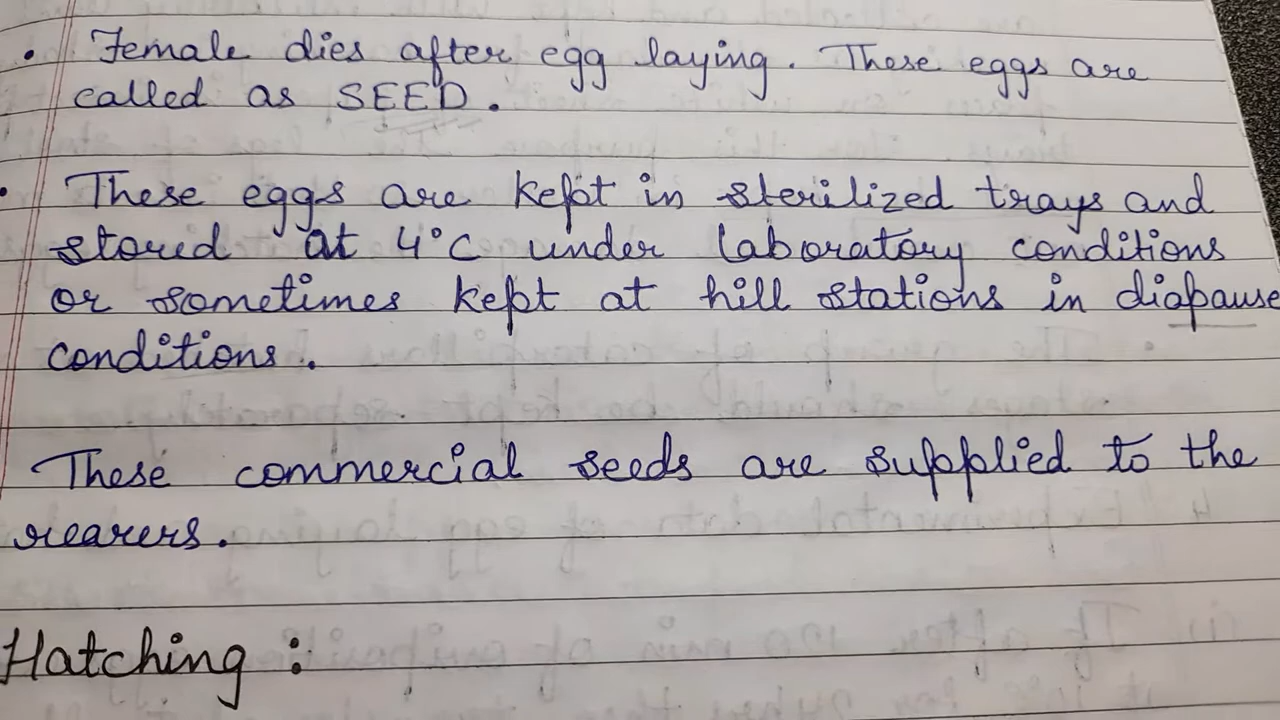 • Female dies after egg laying. These eggs are
called as SEED.
• These eggs are kept in sterilized trays and
stored at 4°C under laboratory conditions
or sometimes kept at hill stations in diapause
conditions.
These commercial seeds are supplied to the
rearers.
Hatching :